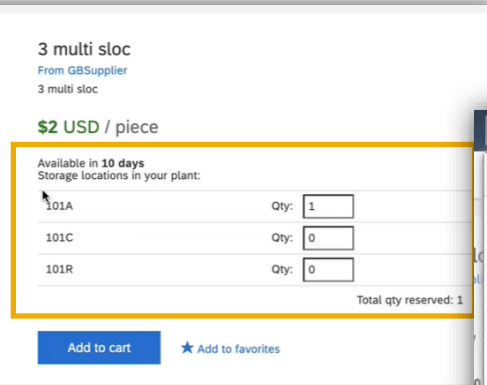 3 multi sloc
From GBSupplier
3 multi sloc
$2 USD / piece
Available in 10 days
Storage locations in your plant:
101A Qty: 1
101C Qty: 0
101R Qty: 0
Total qty reserved: 1
Add to cart ★ Add to favorites